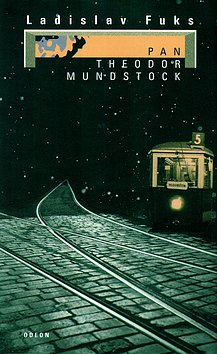 Ladislav Fuks
PAN
THEODOR
MUNDSTOCK
5
ODEON